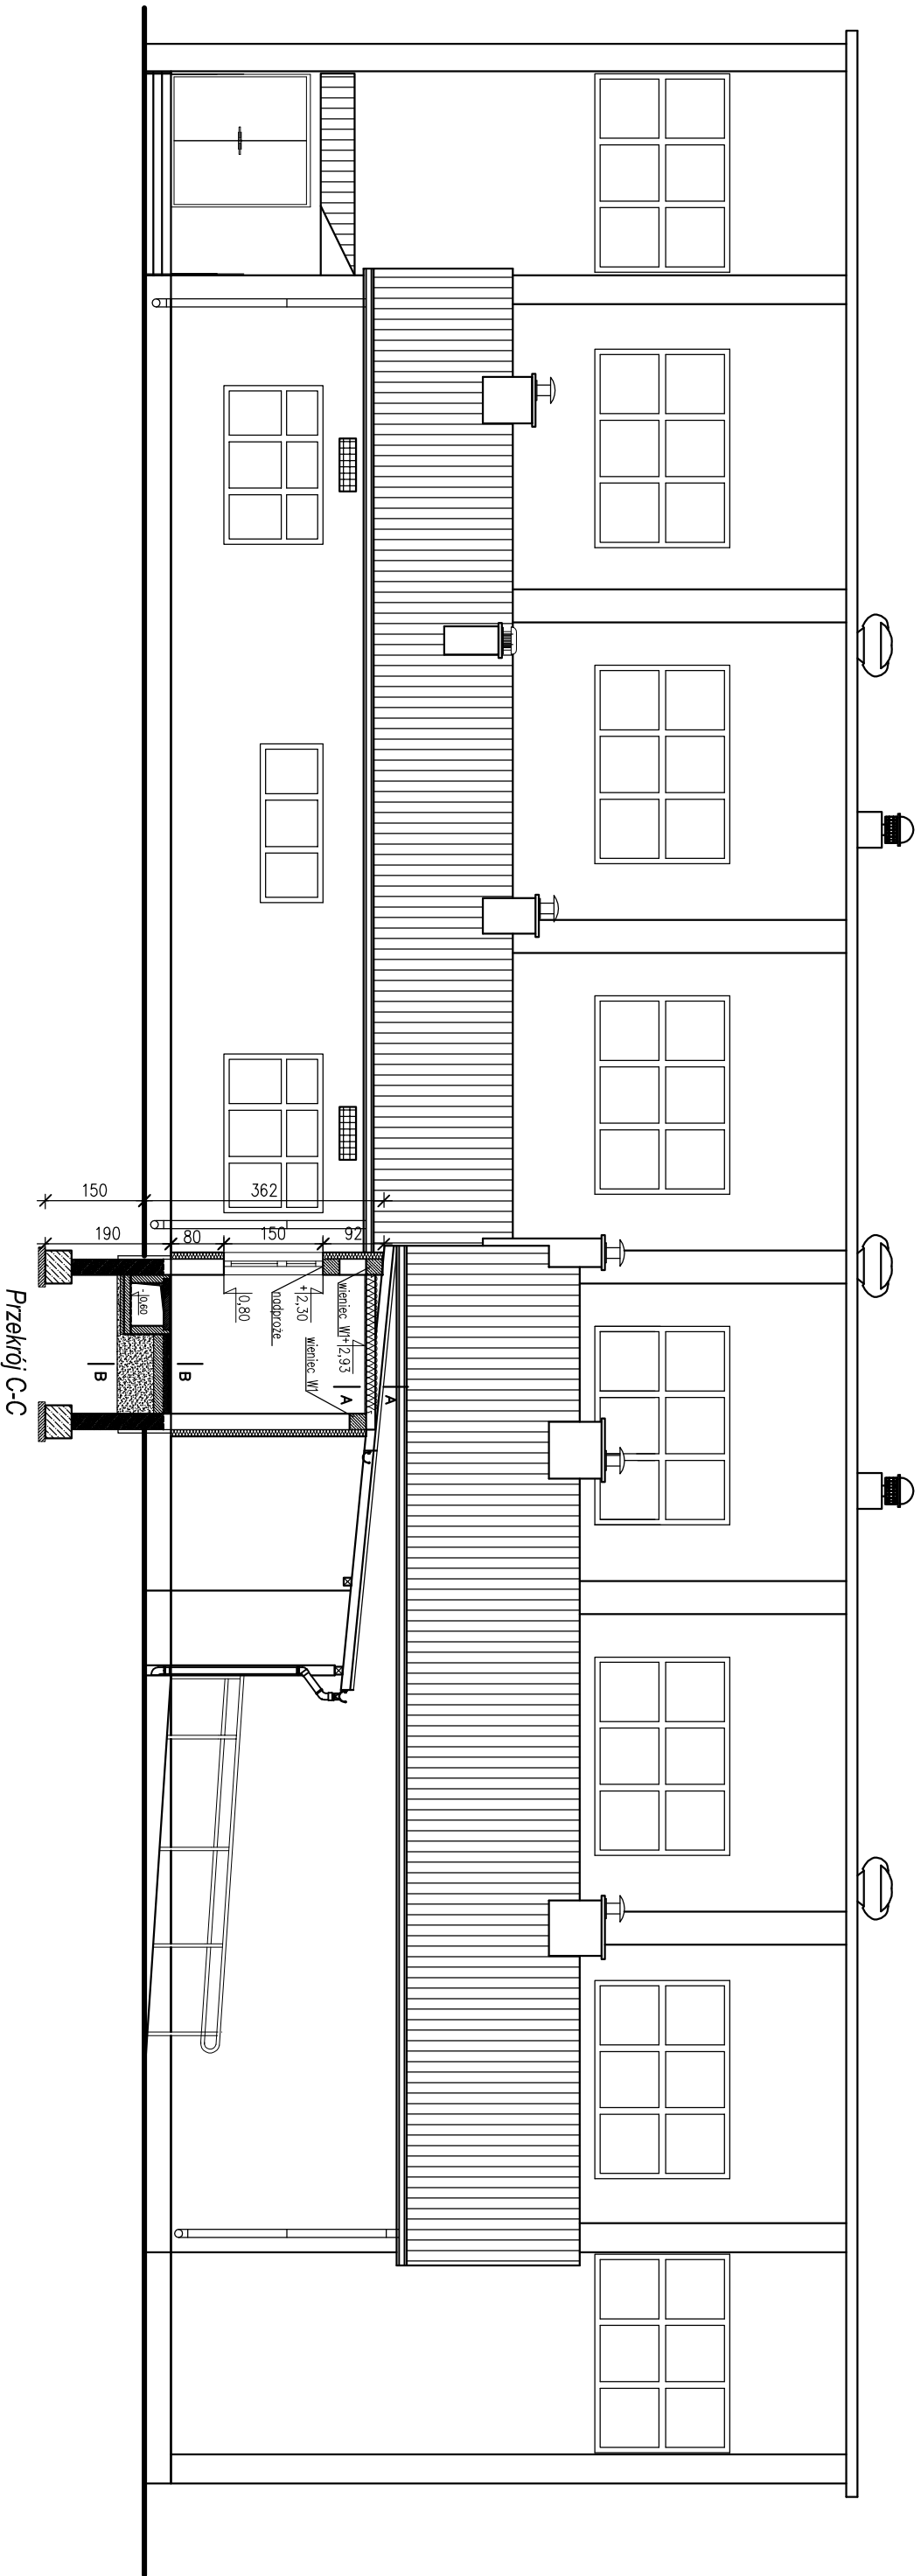 150
362
190
80
150
92
wieniec W1
+2,93
+2,30
nadproże
0,80
wieniec W1
A
A
-0,60
B
B
Przekrój C-C